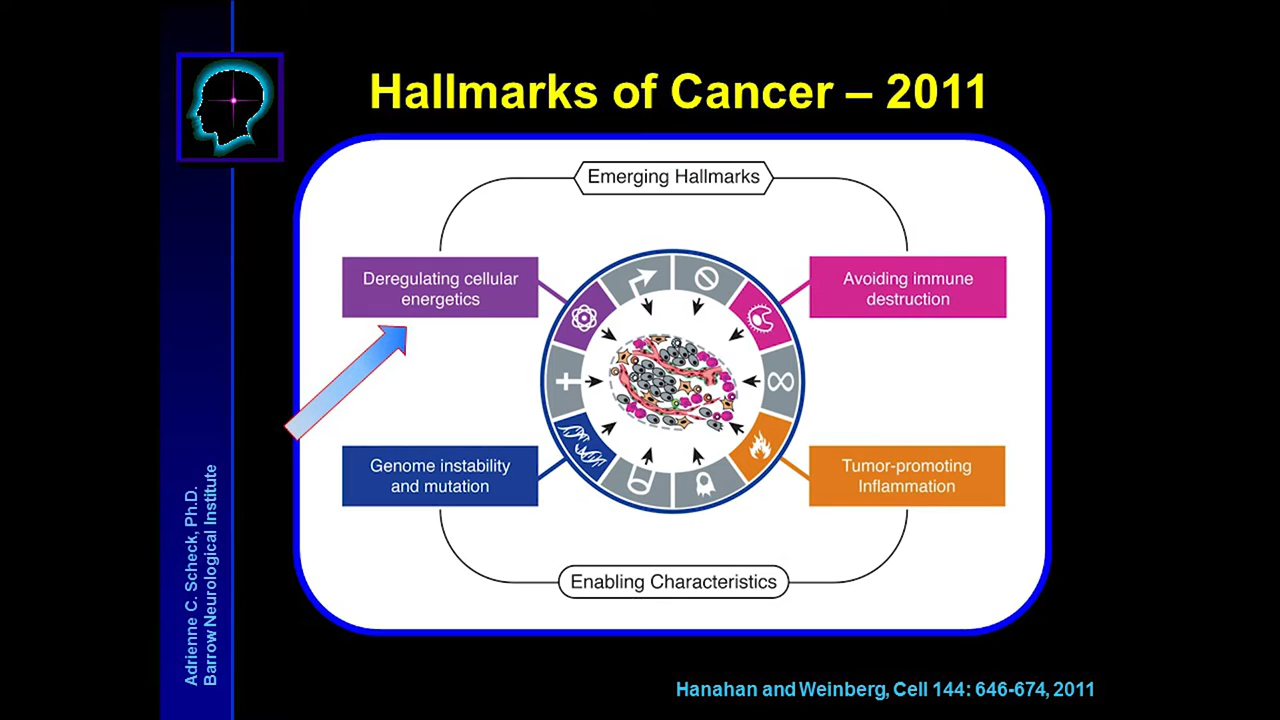 Hallmarks of Cancer – 2011
Emerging Hallmarks
Deregulating cellular
energetics
Avoiding immune
destruction
Genome instability
and mutation
Tumor-promoting
Inflammation
Enabling Characteristics
Adrienne C. Scheck, Ph.D.
Barrow Neurological Institute
Hanahan and Weinberg, Cell 144: 646-674, 2011